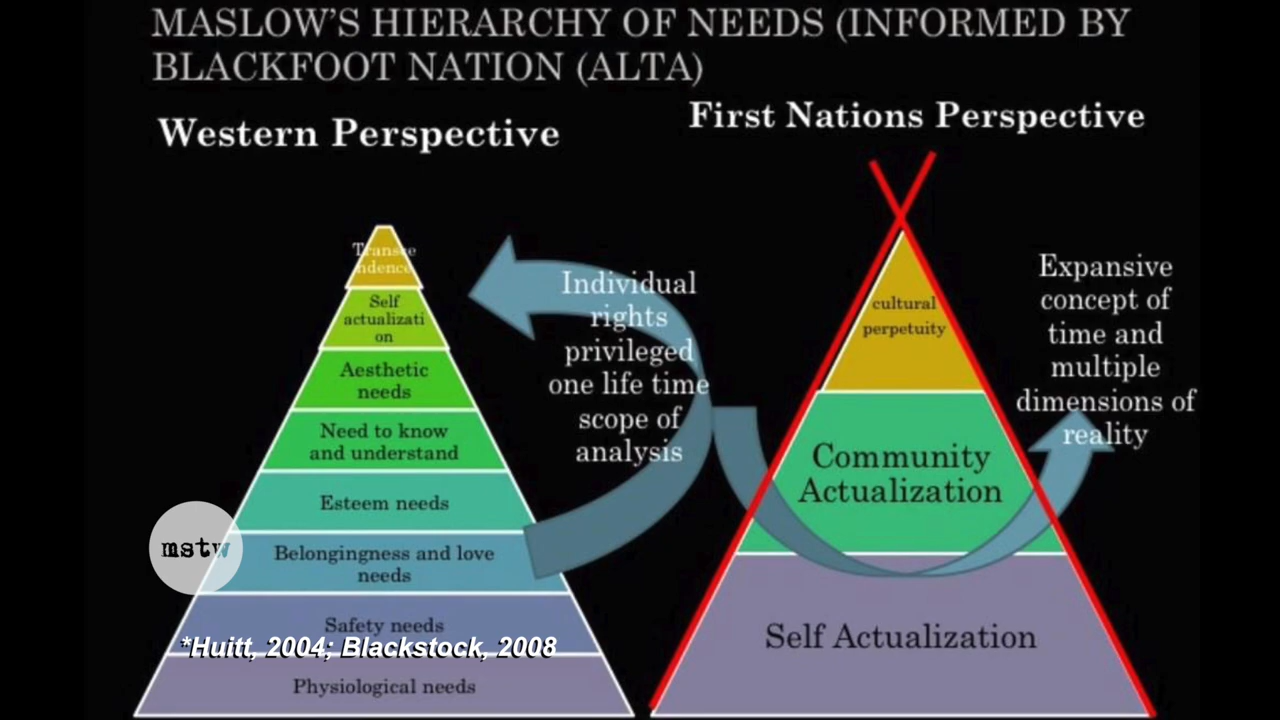 MASLOW'S HIERARCHY OF NEEDS (INFORMED BY
BLACKFOOT NATION (ALTA)
Western Perspective
First Nations Perspective
Transce
ndence
Self
actualizati
on
Aesthetic
needs
Need to know
and understand
Esteem needs
Belongingness and love
needs
Safety needs
Physiological needs
*Huitt, 2004; Blackstock, 2008
mstw
Individual
rights
privileged
one life time
scope of
analysis
cultural
perpetuity
Community
Actualization
Self Actualization
Expansive
concept of
time and
multiple
dimensions of
reality